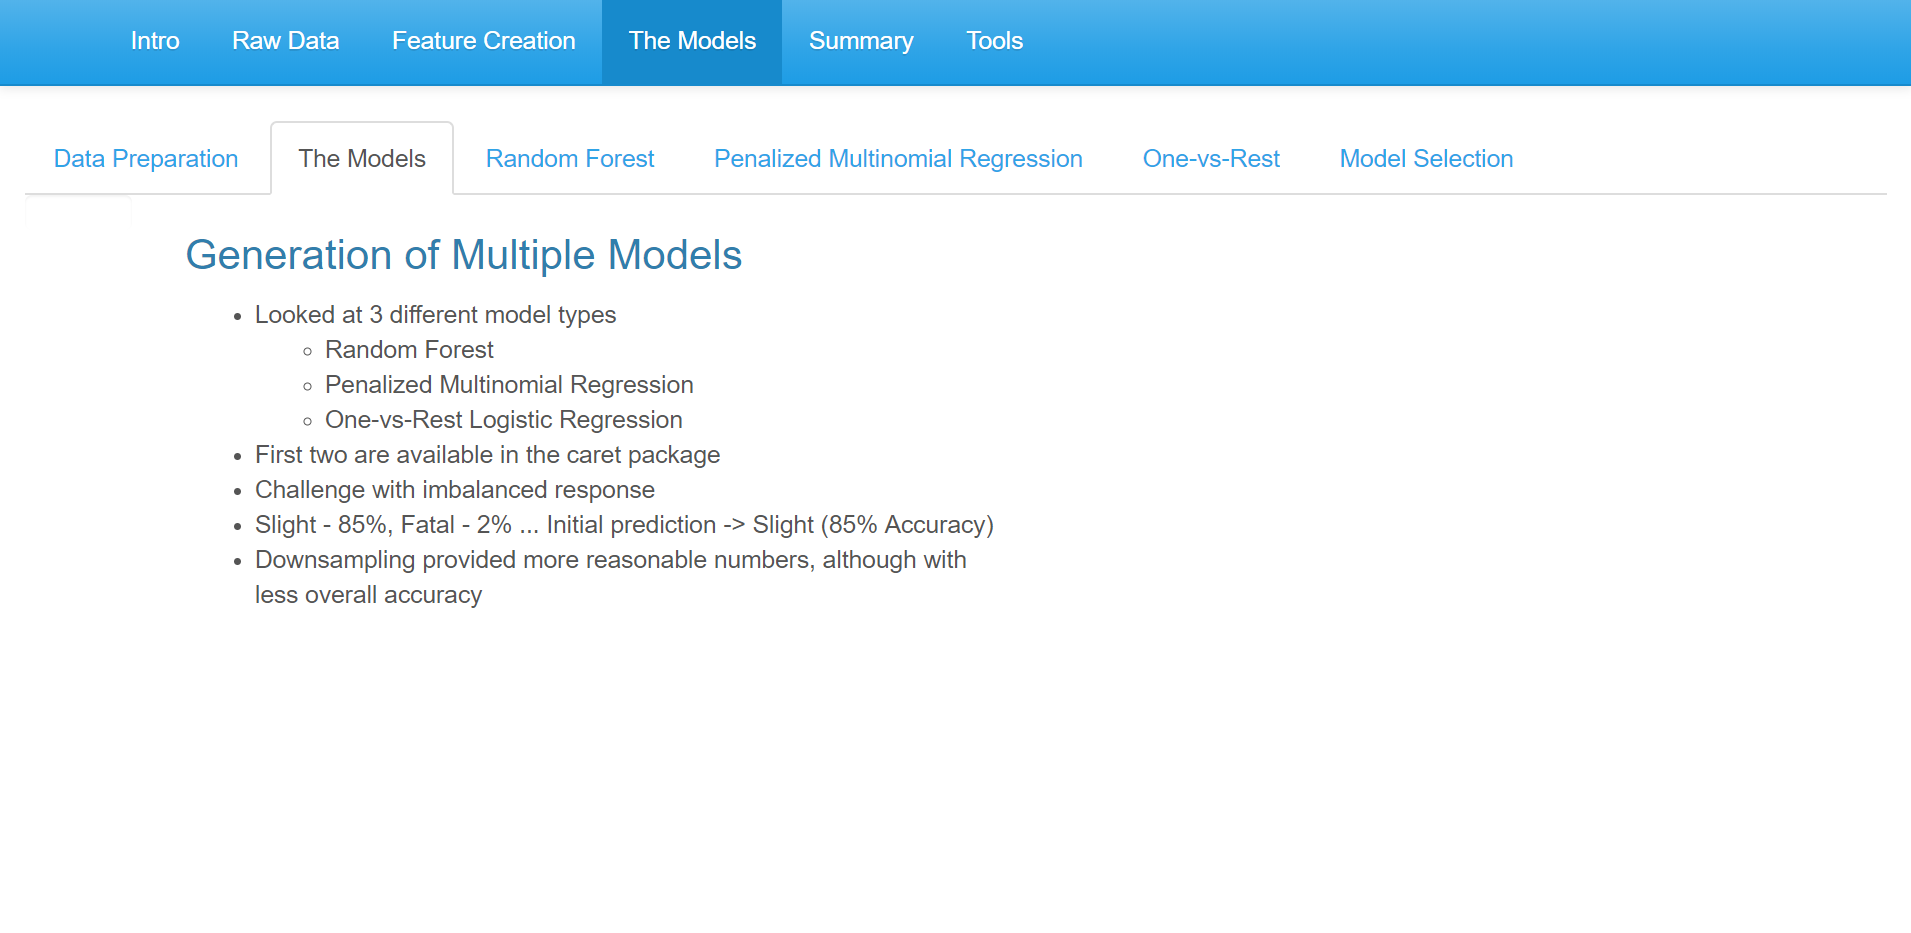 Intro Raw Data Feature Creation The Models Summary Tools
Data Preparation The Models Random Forest Penalized Multinomial Regression One-vs-Rest Model Selection
Generation of Multiple Models
• Looked at 3 different model types
◦ Random Forest
◦ Penalized Multinomial Regression
◦ One-vs-Rest Logistic Regression
• First two are available in the caret package
• Challenge with imbalanced response
• Slight - 85%, Fatal - 2% ... Initial prediction -> Slight (85% Accuracy)
• Downsampling provided more reasonable numbers, although with
less overall accuracy